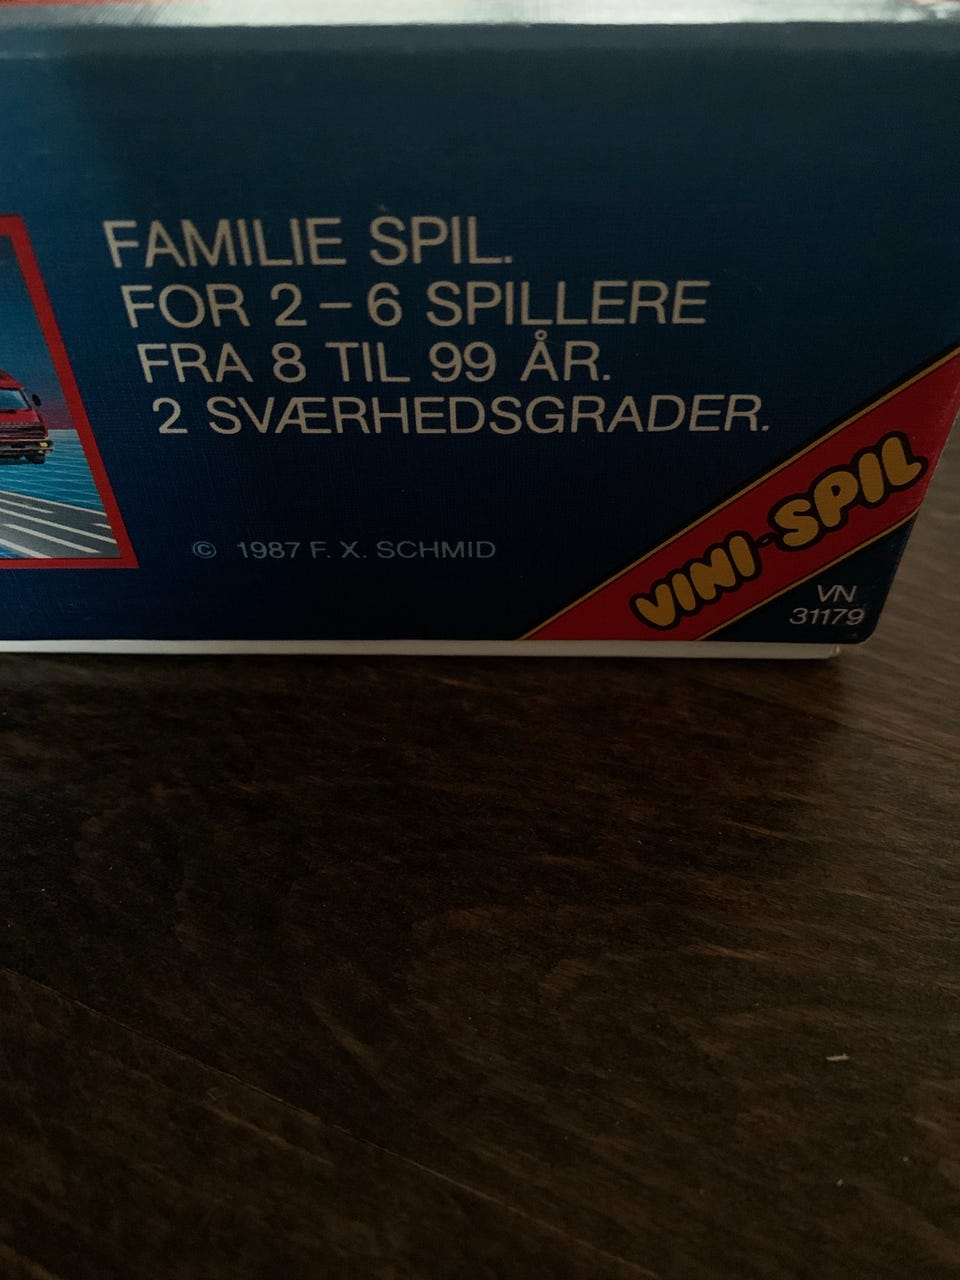 FAMILIE SPIL.
FOR 2 – 6 SPILLERE
FRA 8 TIL 99 ÅR.
2 SVÆRHEDSGRADER.
© 1987 F. X. SCHMID
VINI-SPIL
VN
31179